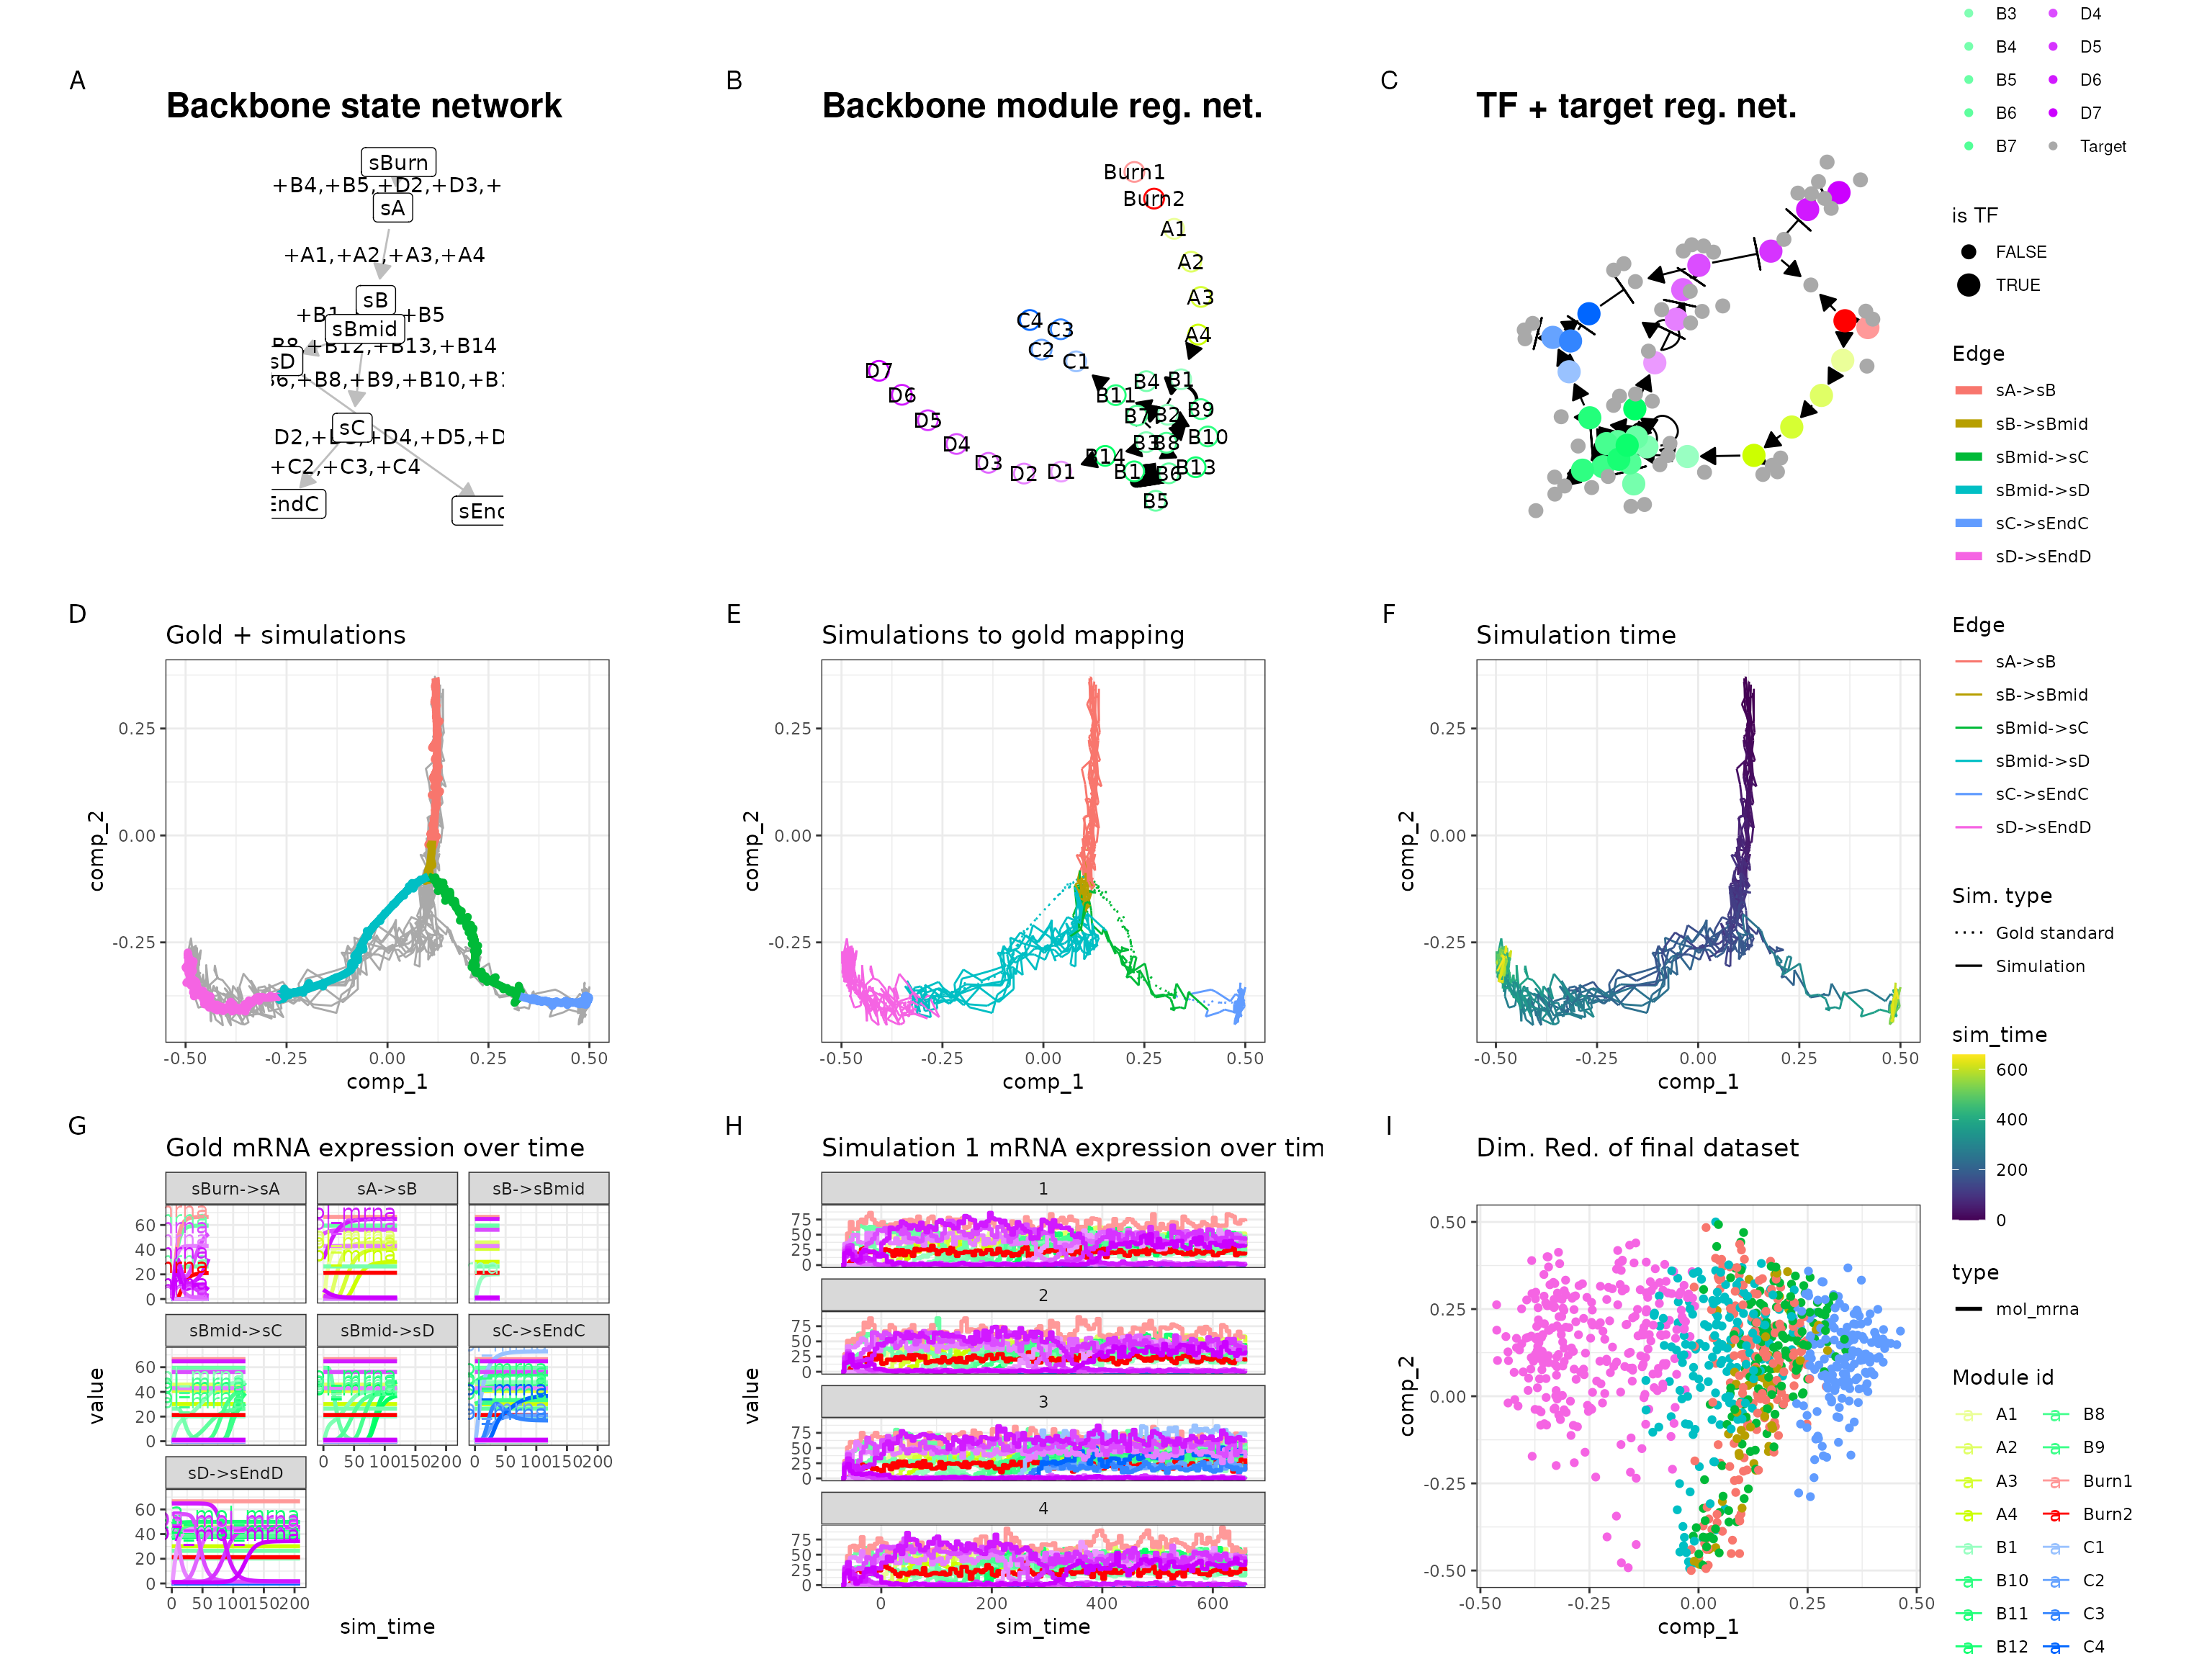 A
Backbone state network
sBurn
+B4,+B5,+D2,+D3,+
sA
+A1,+A2,+A3,+A4
sB
+B1
+B5
sBmid
+B12,+B13,+B14
sD
+B8,+B9,+B10,
sC
D2,
+D4,+D5,+D
+C2,+C3,+C4
EndC
sEnd
B
Backbone module reg. net.
Burn1
Burn2
A1
A2
A3
A4
C4
C3
C2
C1
D7
D6
D5
D4
D3
D2
D1
B4
B1
B11
B9
B7
B2
B10
B3
B8
B14
B13
B1
B6
B5
C
TF + target reg. net.
B3
D4
B4
D5
B5
D6
B6
D7
B7
Target
is TF
FALSE
TRUE
Edge
sA->sB
sB->sBmid
sBmid->sC
sBmid->sD
sC->sEndC
sD->sEndD
D
Gold + simulations
comp_2
0.25
0.00
-0.25
-0.50
-0.25
0.00
0.25
0.50
comp_1
E
Simulations to gold mapping
comp_2
0.25
0.00
-0.25
-0.50
-0.25
0.00
0.25
0.50
comp_1
F
Simulation time
comp_2
0.25
0.00
-0.25
-0.50
-0.25
0.00
0.25
0.50
comp_1
Edge
sA->sB
sB->sBmid
sBmid->sC
sBmid->sD
sC->sEndC
sD->sEndD
Sim. type
Gold standard
Simulation
sim_time
600
400
200
0
type
mol_mrna
Module id
A1
B8
A2
B9
A3
Burn1
A4
Burn2
B1
C1
B10
C2
B11
C3
B12
C4
G
Gold mRNA expression over time
value
sBurn->sA
sA->sB
sB->sBmid
60
40
20
0
sBmid->sC
sBmid->sD
sC->sEndC
60
40
20
0
0 50 100150200
0 50 100150200
sD->sEndD
mol_mrna
60
40
20
0
0 50 100150200
sim_time
H
Simulation 1 mRNA expression over tim
value
1
75
50
25
0
2
75
50
25
0
3
75
50
25
0
4
75
50
25
0
0
200
400
600
sim_time
I
Dim. Red. of final dataset
comp_2
0.50
0.25
0.00
-0.25
-0.50
-0.50
-0.25
0.00
0.25
0.50
comp_1